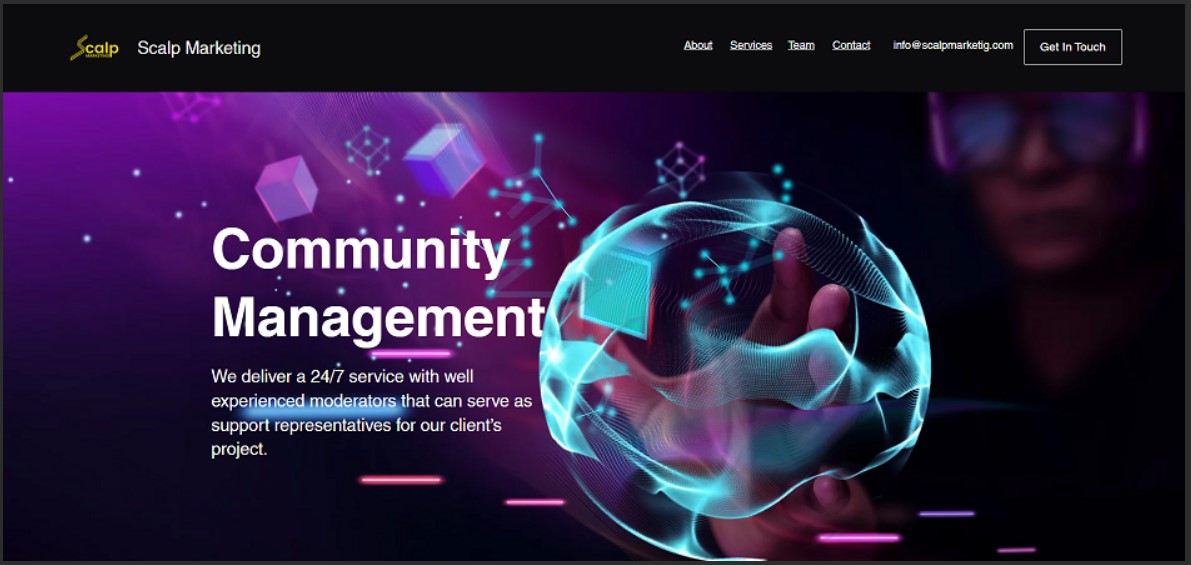 Scalp
MARKETING
Scalp Marketing
About
Services
Team
Contact
info@scalpmarketig.com
Get In Touch
Community
Management
We deliver a 24/7 service with well
experienced moderators that can serve as
support representatives for our client’s
project.